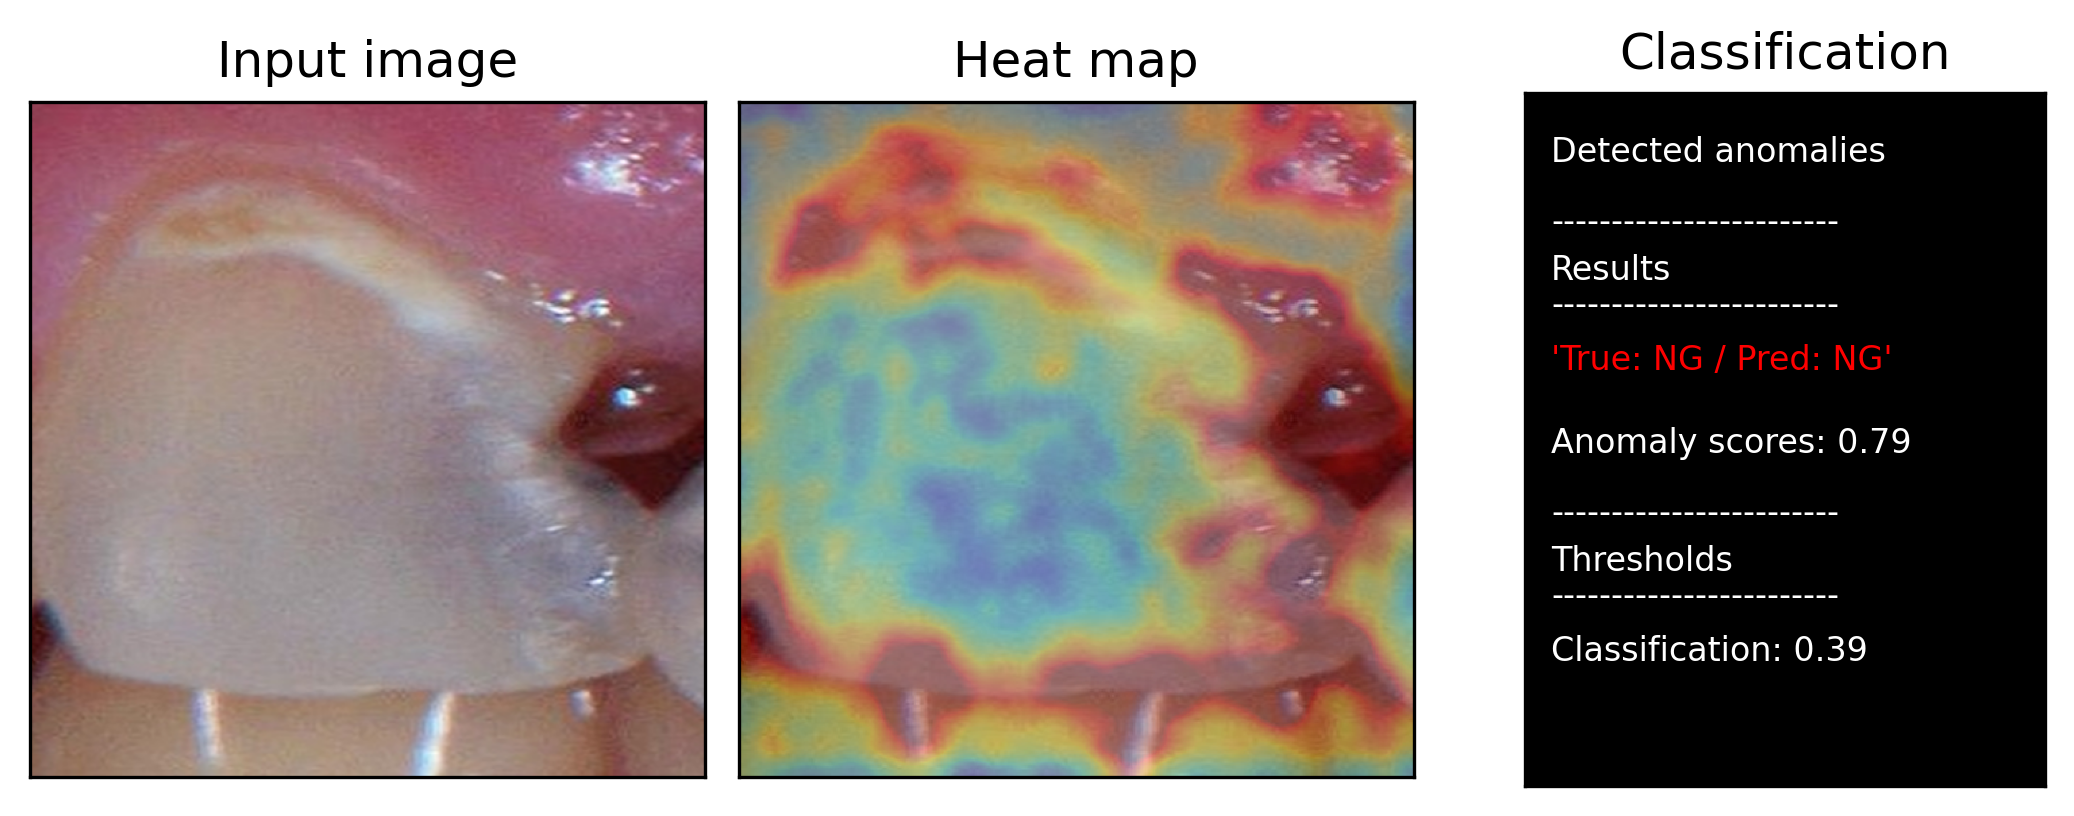 Input image
Heat map
Classification
Detected anomalies
------------------------
Results
------------------------
'True: NG / Pred: NG'
Anomaly scores: 0.79
------------------------
Thresholds
------------------------
Classification: 0.39